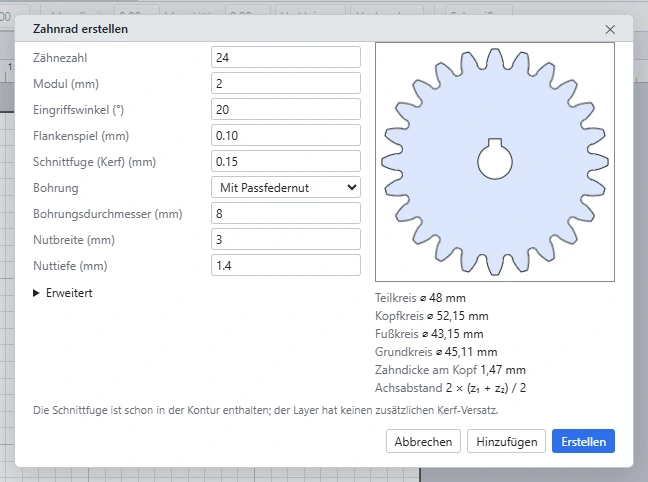 Zahnrad erstellen
Zähnezahl 24
Modul (mm) 2
Eingriffswinkel (°) 20
Flankenspiel (mm) 0.10
Schnittfuge (Kerf) (mm) 0.15
Bohrung Mit Passfedernut
Bohrungsdurchmesser (mm) 8
Nutbreite (mm) 3
Nuttiefe (mm) 1.4
Erweitert
Teilkreis ⌀ 48 mm
Kopfkreis ⌀ 52,15 mm
Fußkreis ⌀ 43,15 mm
Grundkreis ⌀ 45,11 mm
Zahndicke am Kopf 1,47 mm
Achsabstand 2 × (z₁ + z₂) / 2
Die Schnittfuge ist schon in der Kontur enthalten; der Layer hat keinen zusätzlichen Kerf-Versatz.
Abbrechen Hinzufügen Erstellen